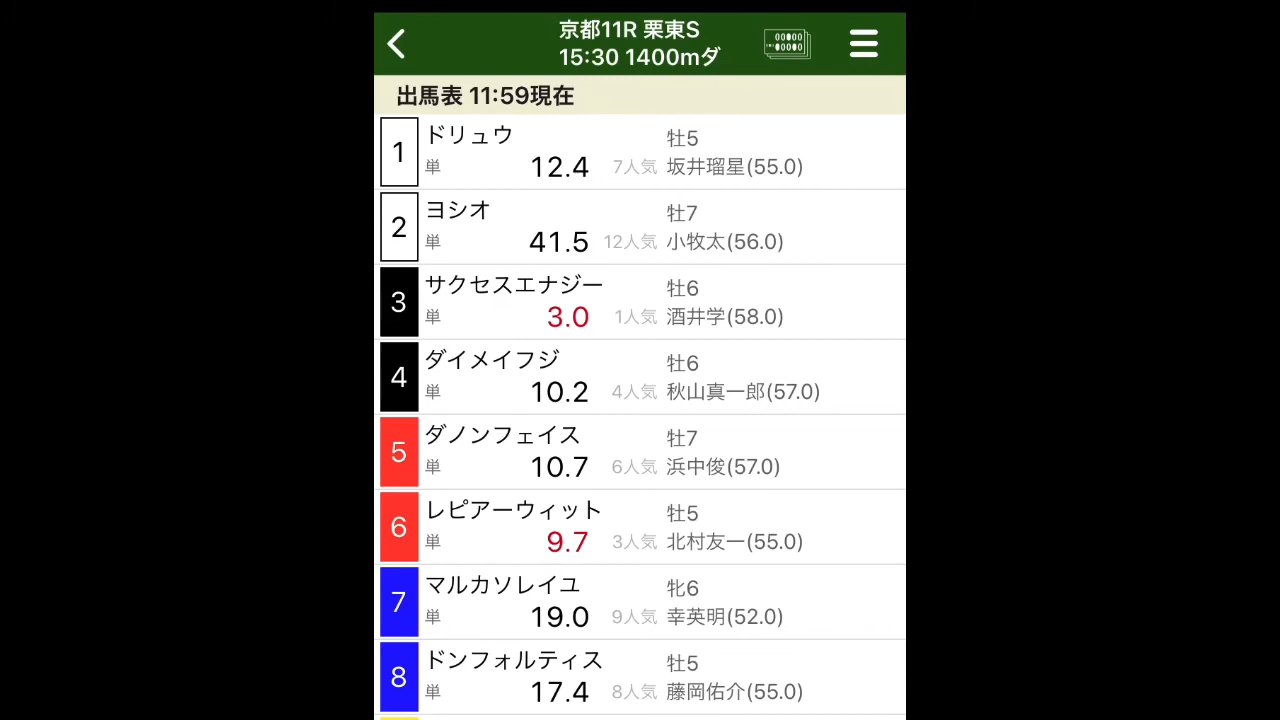 京都11R 栗東S
15:30 1400mダ
出馬表 11:59現在
1 ドリュウ 牡5
単 12.4 7人気 坂井瑠星(55.0)
2 ヨシオ 牡7
単 41.5 12人気 小牧太(56.0)
3 サクセスエナジー 牡6
単 3.0 1人気 酒井学(58.0)
4 ダイメイフジ 牡6
単 10.2 4人気 秋山真一郎(57.0)
5 ダノンフェイス 牡7
単 10.7 6人気 浜中俊(57.0)
6 レピアーウィット 牡5
単 9.7 3人気 北村友一(55.0)
7 マルカソレイユ 牝6
単 19.0 9人気 幸英明(52.0)
8 ドンフォルティス 牡5
単 17.4 8人気 藤岡佑介(55.0)